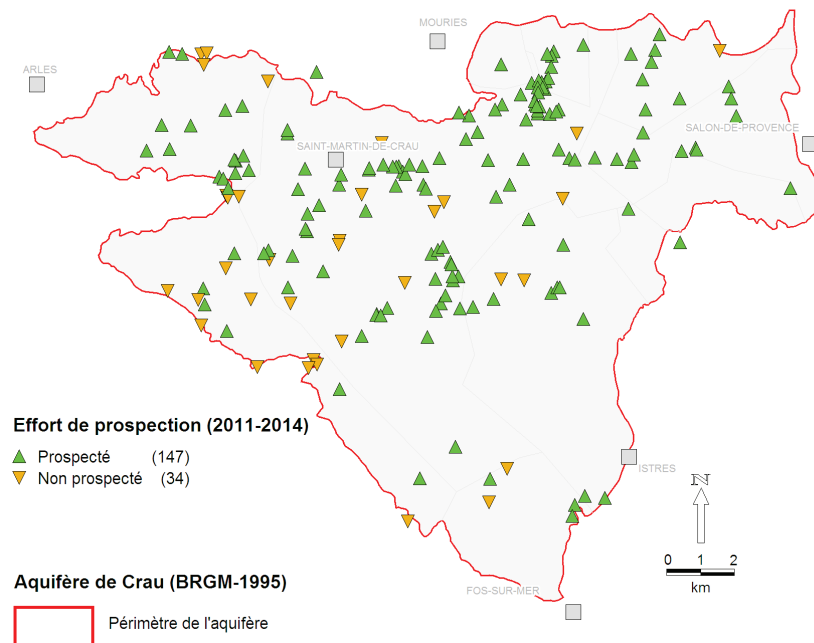 MOURIES
ARLES
SALON-DE-PROVENCE
SAINT-MARTIN-DE-CRAU
Effort de prospection (2011-2014)
Prospecté (147)
Non prospecté (34)
ISTRES
N
0 1 2
km
Aquifère de Crau (BRGM-1995)
FOS-SUR-MER
Périmètre de l'aquifère